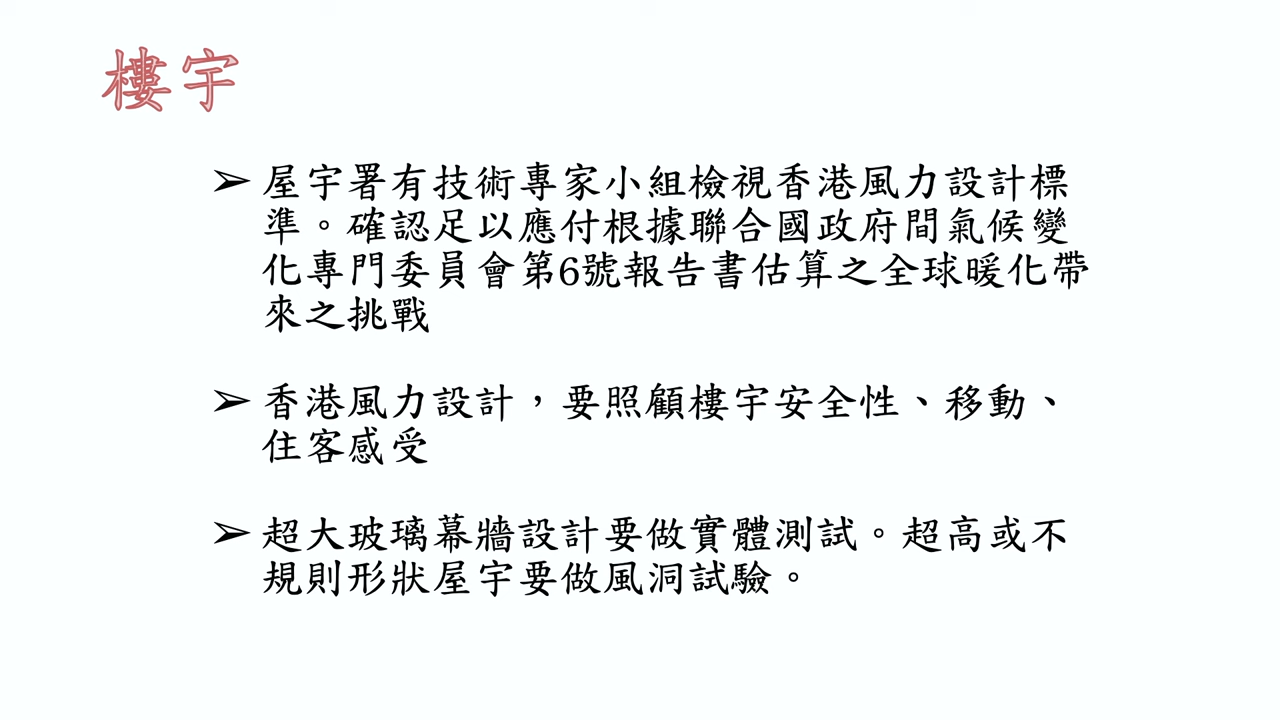 樓宇
➢ 屋宇署有技術專家小組檢視香港風力設計標
準。確認足以應付根據聯合國政府間氣候變
化專門委員會第6號報告書估算之全球暖化帶
來之挑戰
➢ 香港風力設計，要照顧樓宇安全性、移動、
住客感受
➢ 超大玻璃幕牆設計要做實體測試。超高或不
規則形狀屋宇要做風洞試驗。